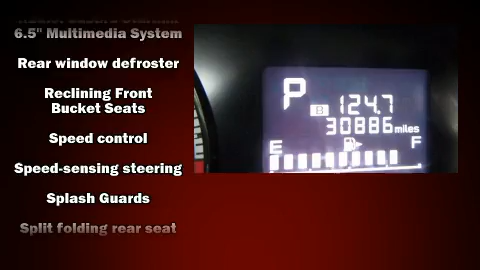 6.5" Multimedia System
Rear window defroster
Reclining Front
Bucket Seats
Speed control
Speed-sensing steering
Splash Guards
Split folding rear seat
P
B 124.7
30886 miles
E F